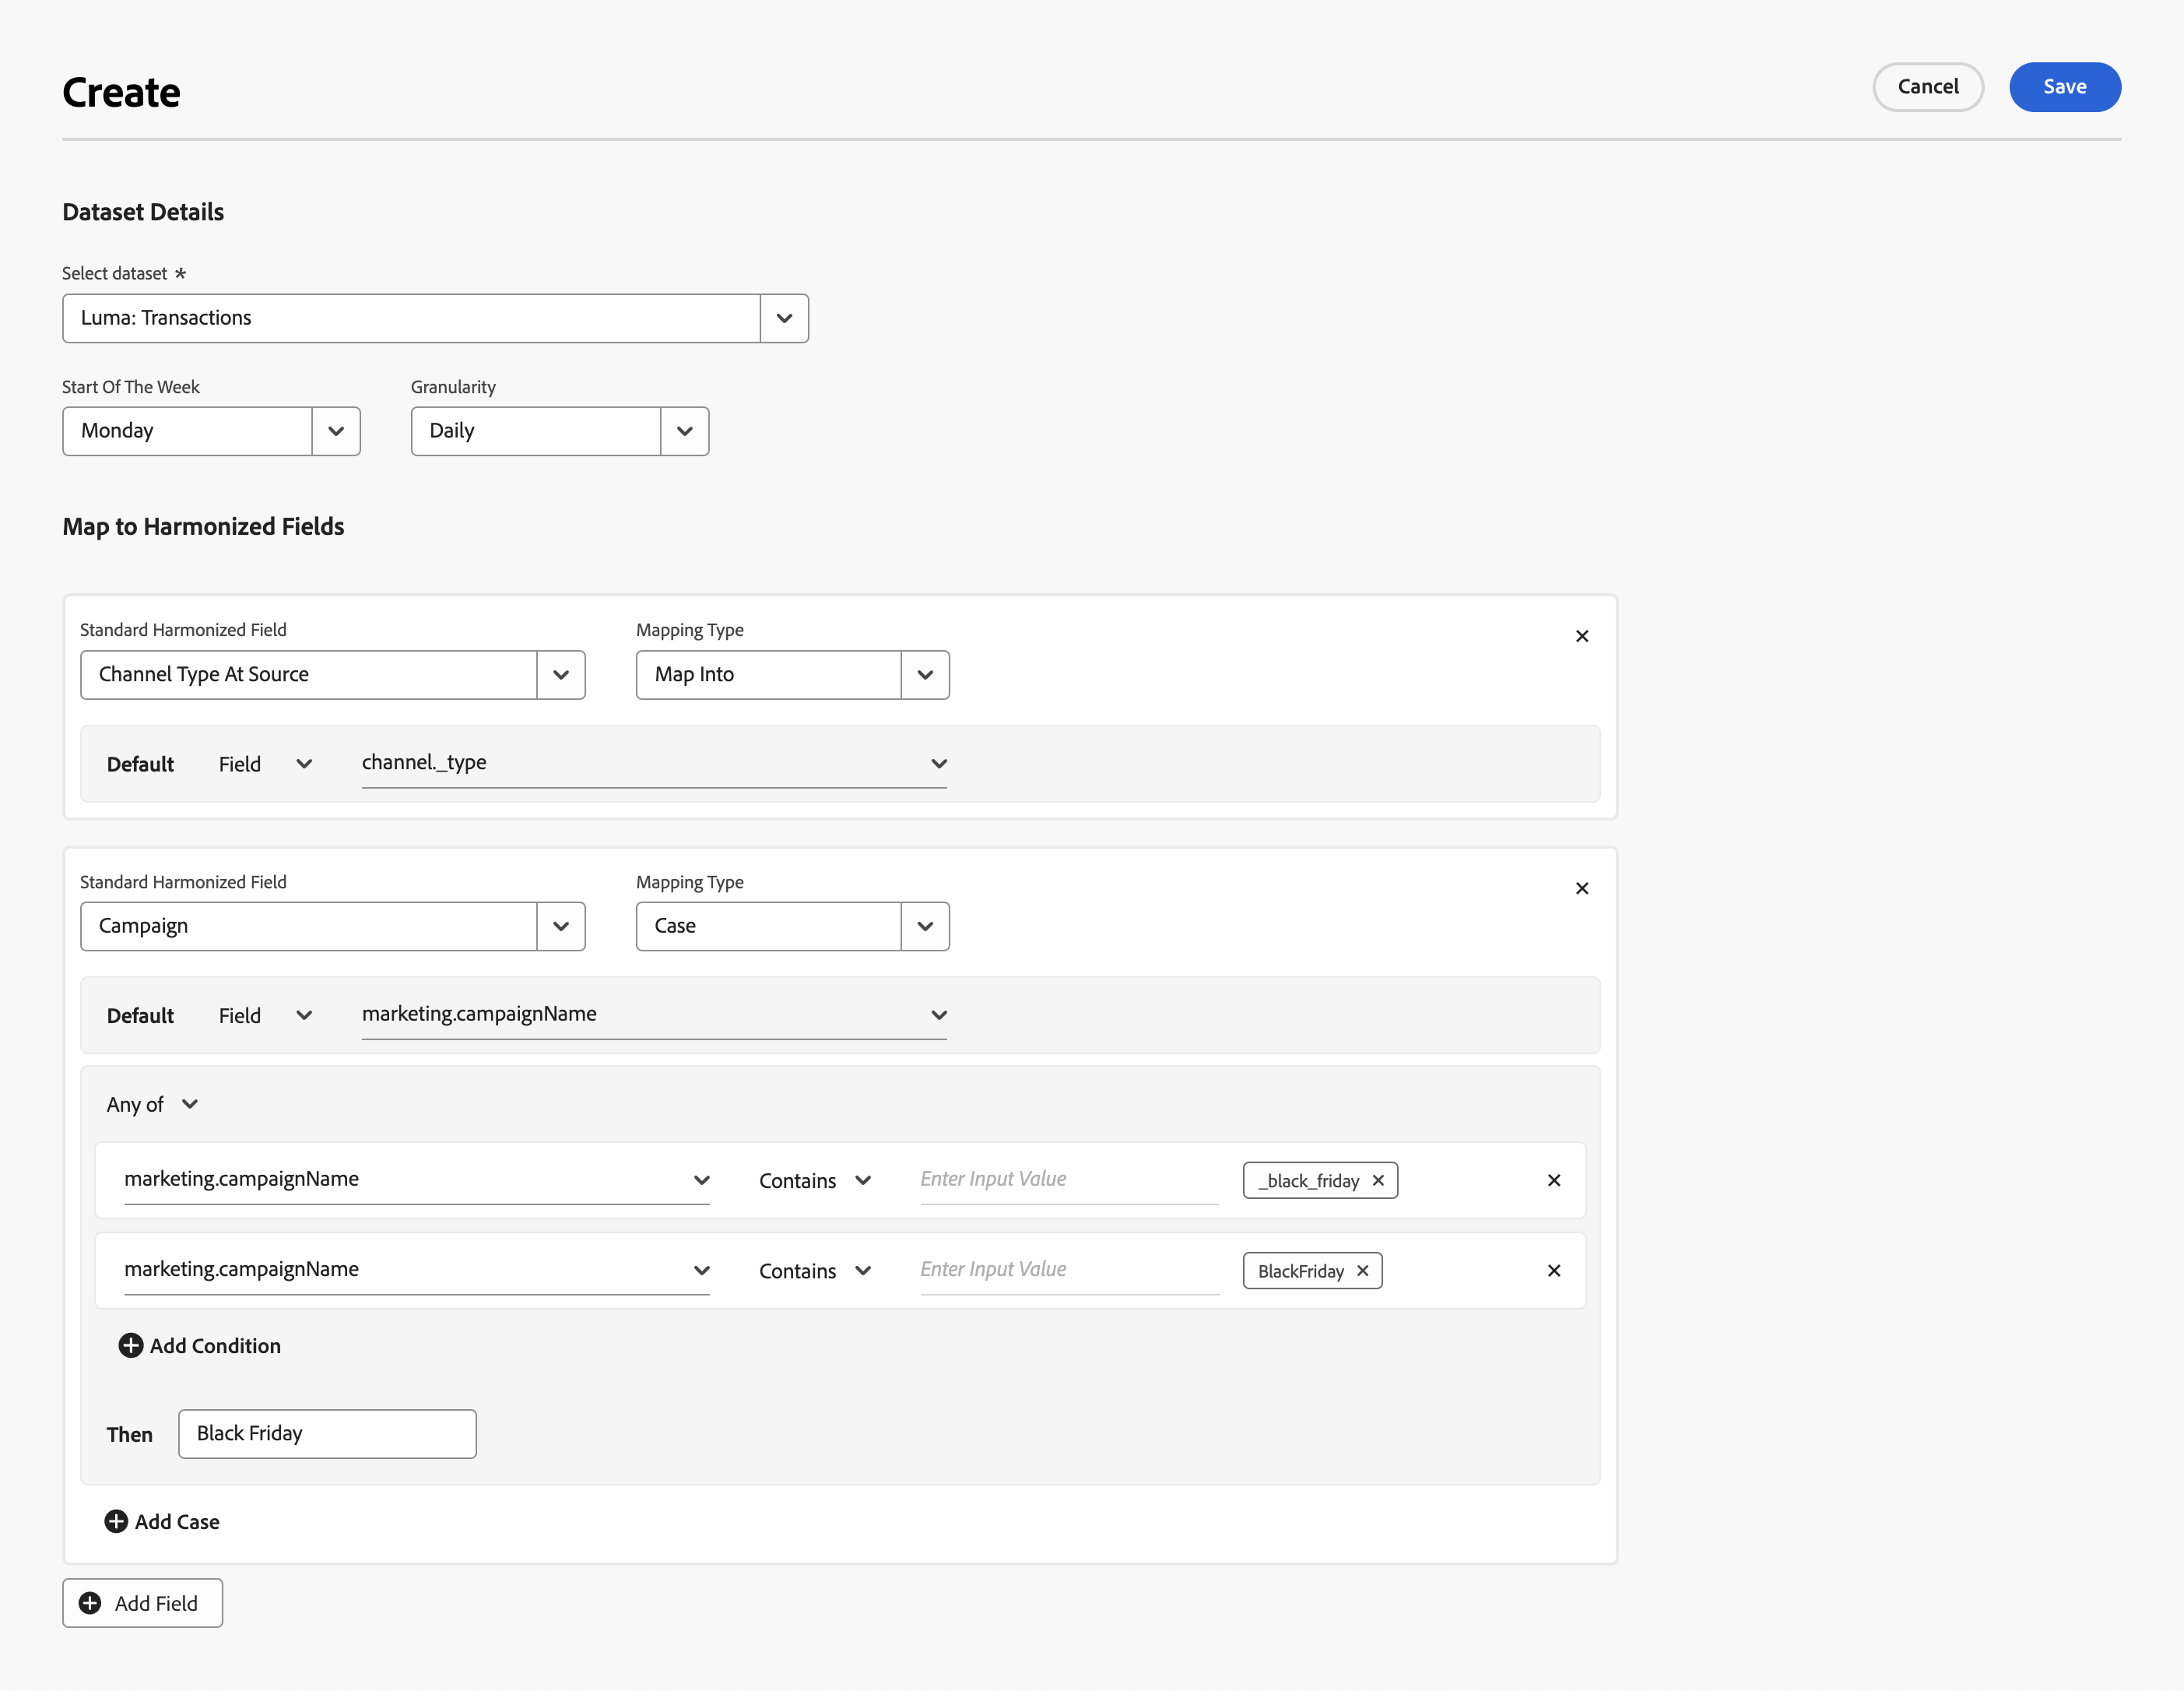 Create
Cancel
Save
Dataset Details
Select dataset *
Luma: Transactions
Start Of The Week
Granularity
Monday
Daily
Map to Harmonized Fields
Standard Harmonized Field
Mapping Type
Channel Type At Source
Map Into
Default Field channel._type
Standard Harmonized Field
Mapping Type
Campaign
Case
Default Field marketing.campaignName
Any of
marketing.campaignName Contains Enter Input Value _black_friday
marketing.campaignName Contains Enter Input Value BlackFriday
Add Condition
Then Black Friday
Add Case
Add Field